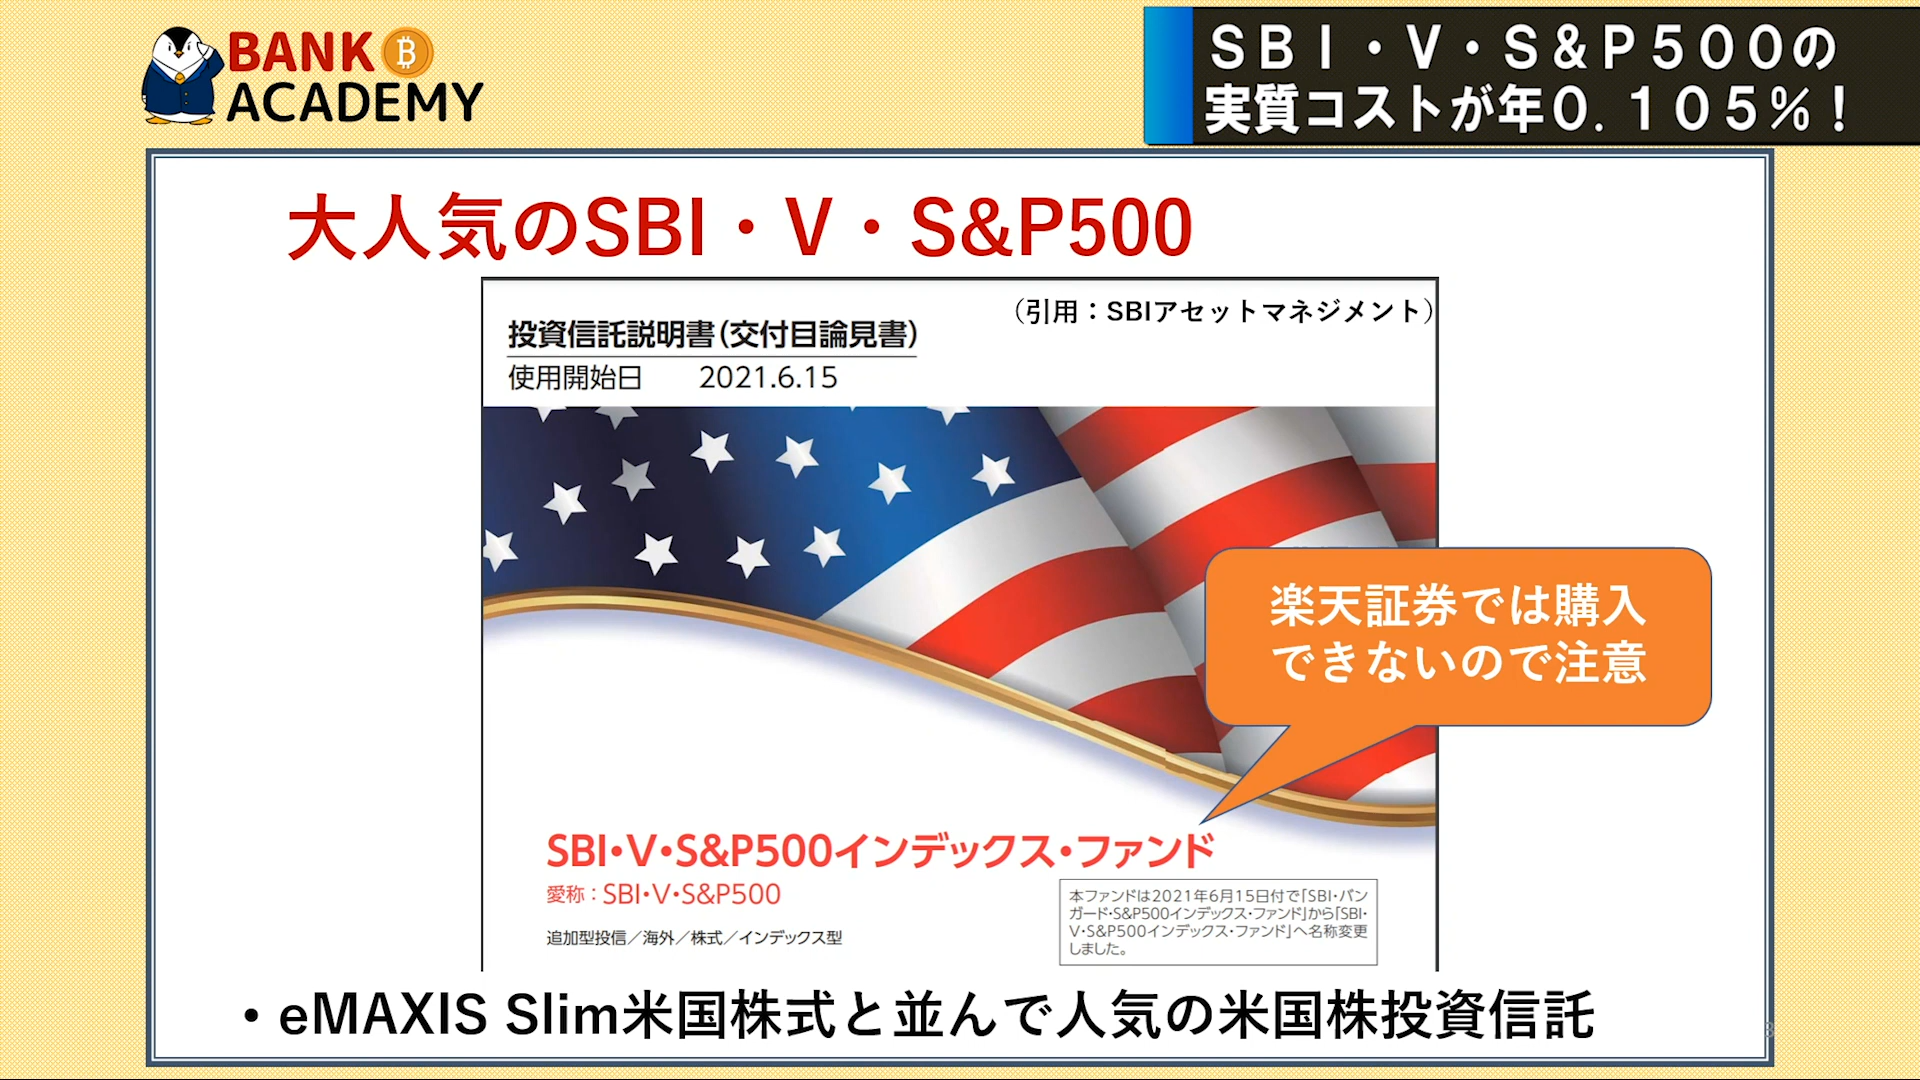 BANK
ACADEMY
SBI・V・S&P500の
実質コストが年0.105%!
大人気のSBI・V・S&P500
(引用:SBIアセットマネジメント)
投資信託説明書(交付目論見書)
使用開始日 2021.6.15
楽天証券では購入
できないので注意
SBI・V・S&P500インデックス・ファンド
愛称:SBI・V・S&P500
追加型投信/海外/株式/インデックス型
本ファンドは2021年6月15日付で「SBI・バン
ガード・S&P500インデックス・ファンド」から「SBI・
V・S&P500インデックス・ファンド」へ名称変更
しました。
・eMAXIS Slim米国株式と並んで人気の米国株投資信託